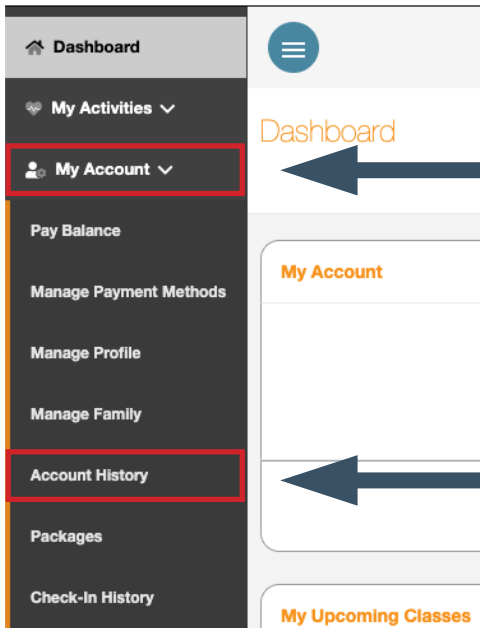 Dashboard
My Activities
My Account
Pay Balance
Manage Payment Methods
Manage Profile
Manage Family
Account History
Packages
Check-In History
Dashboard
My Account
My Upcoming Classes